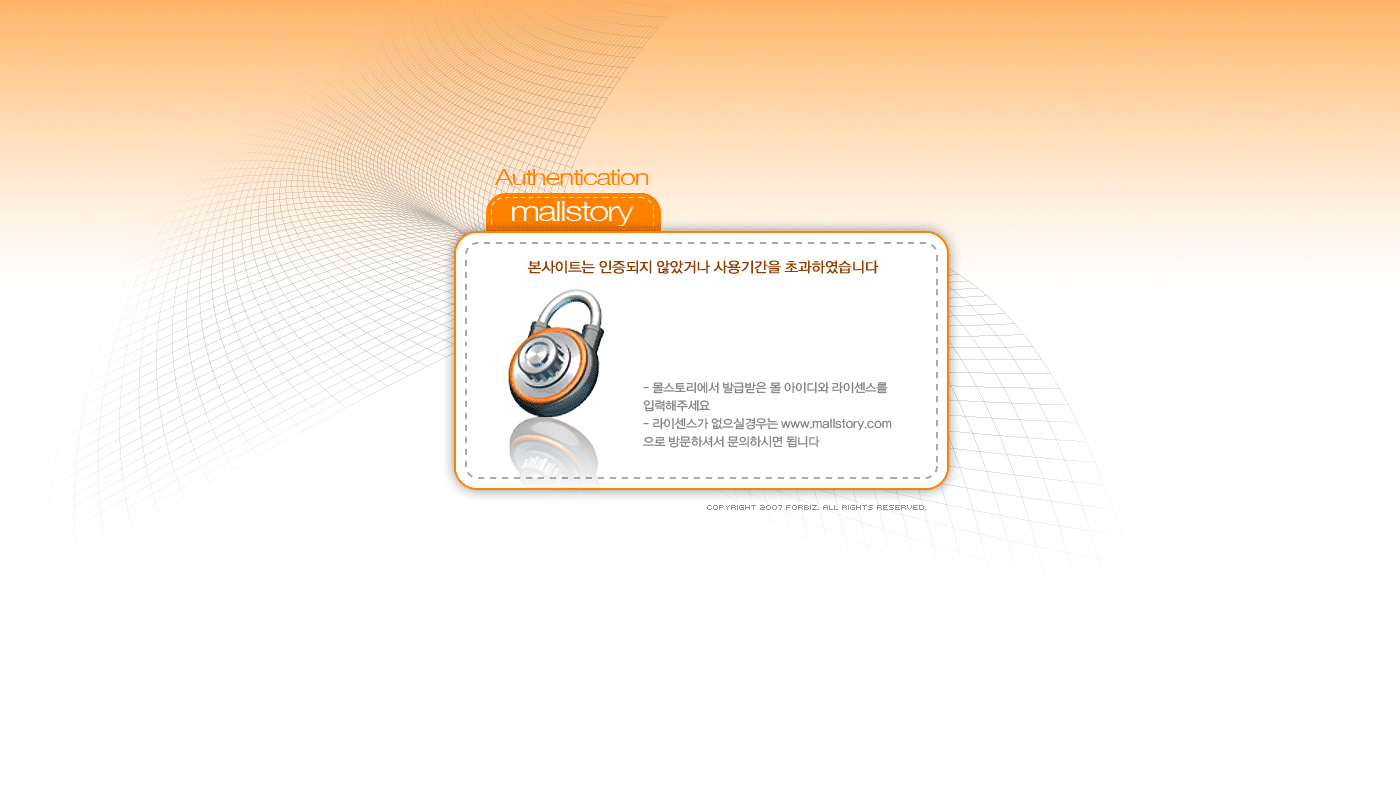 Authentication
mallstory
본사이트는 인증되지 않았거나 사용기간을 초과하였습니다
- 몰스토리에서 발급받은 몰 아이디와 라이센스를
입력해주세요
- 라이센스가 없으실경우는 www.mallstory.com
으로 방문하셔서 문의하시면 됩니다
COPYRIGHT 2007 FORBIZ. ALL RIGHTS RESERVED.